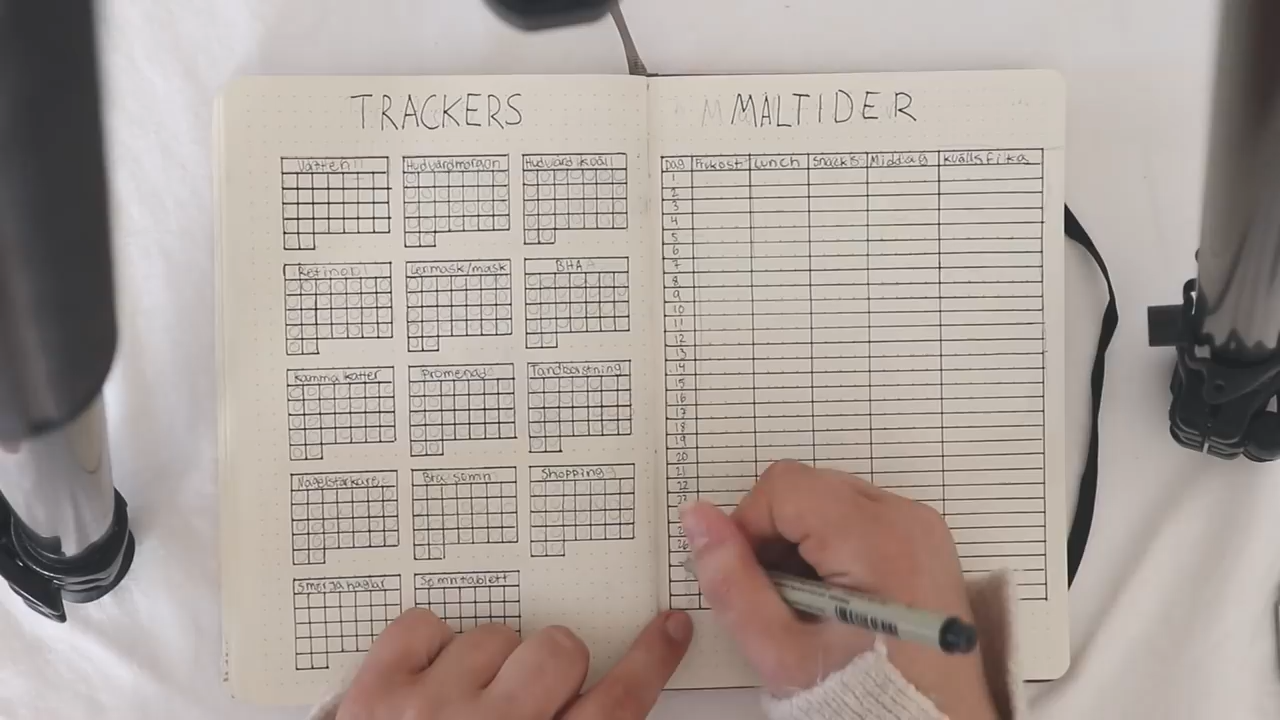 TRACKERS
Vatten
Hudvårdmorgon
Hudvård kväll
Retinol
Lermask/mask
BHA
Kamma katter
Promenad
Tandborstning
Nagelstärkare
Bra sömn
Shopping
Smörja naglar
Sömntablett
MÅLTIDER
Dag Frukost Lunch Snacks Middag Kvällsfika
1
2
3
4
5
6
7
8
9
10
11
12
13
14
15
16
17
18
19
20
21
22
23
26